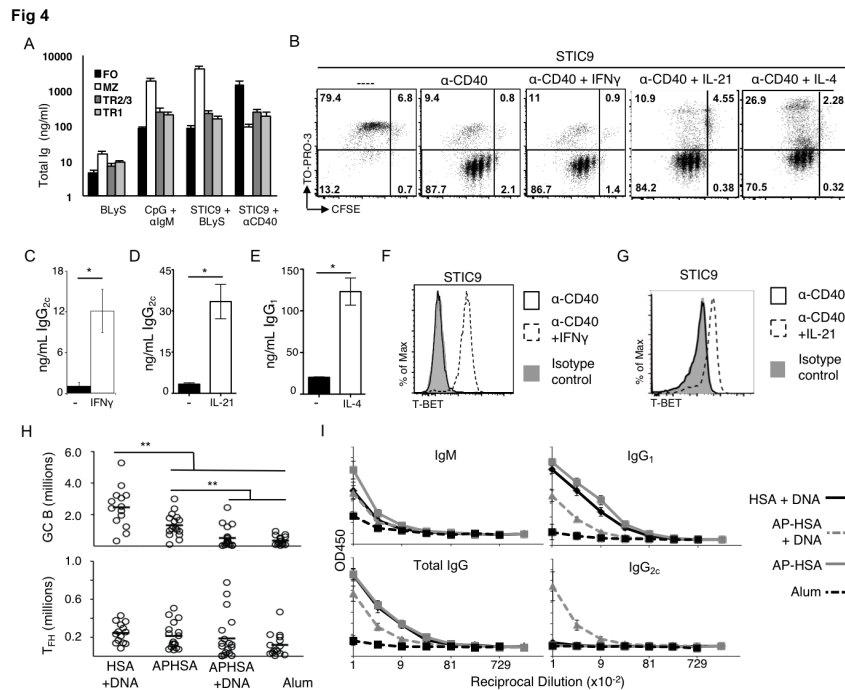 Fig 4
A
Total Ig (ng/ml)
10000
1000
100
10
1
FO
MZ
TR2/3
TR1
BLyS
CpG + αIgM
STIC9 + BLyS
STIC9 + αCD40
B
STIC9
----
α-CD40
α-CD40 + IFNγ
α-CD40 + IL-21
α-CD40 + IL-4
79.4 6.8
13.2 0.7
9.4 0.8
87.7 2.1
11 0.9
86.7 1.4
10.9 4.55
84.2 0.38
26.9 2.28
70.5 0.32
TO-PRO-3
CFSE
C
ng/mL IgG2c
18
12
6
0
*
- IFNγ
D
ng/mL IgG2c
45
30
15
0
*
- IL-21
E
ng/mL IgG1
150
100
50
0
*
- IL-4
F
STIC9
% of Max
T-BET
α-CD40
α-CD40 +IFNγ
Isotype control
G
STIC9
% of Max
T-BET
α-CD40
α-CD40 +IL-21
Isotype control
H
GC B (millions)
6.0
4.0
2.0
**
**
TFH (millions)
1.0
0.6
0.2
HSA +DNA
APHSA
APHSA +DNA
Alum
I
OD450
IgM
IgG1
Total IgG
IgG2c
1 9 81 729
1 9 81 729
Reciprocal Dilution (x10-2)
HSA + DNA
AP-HSA + DNA
AP-HSA
Alum